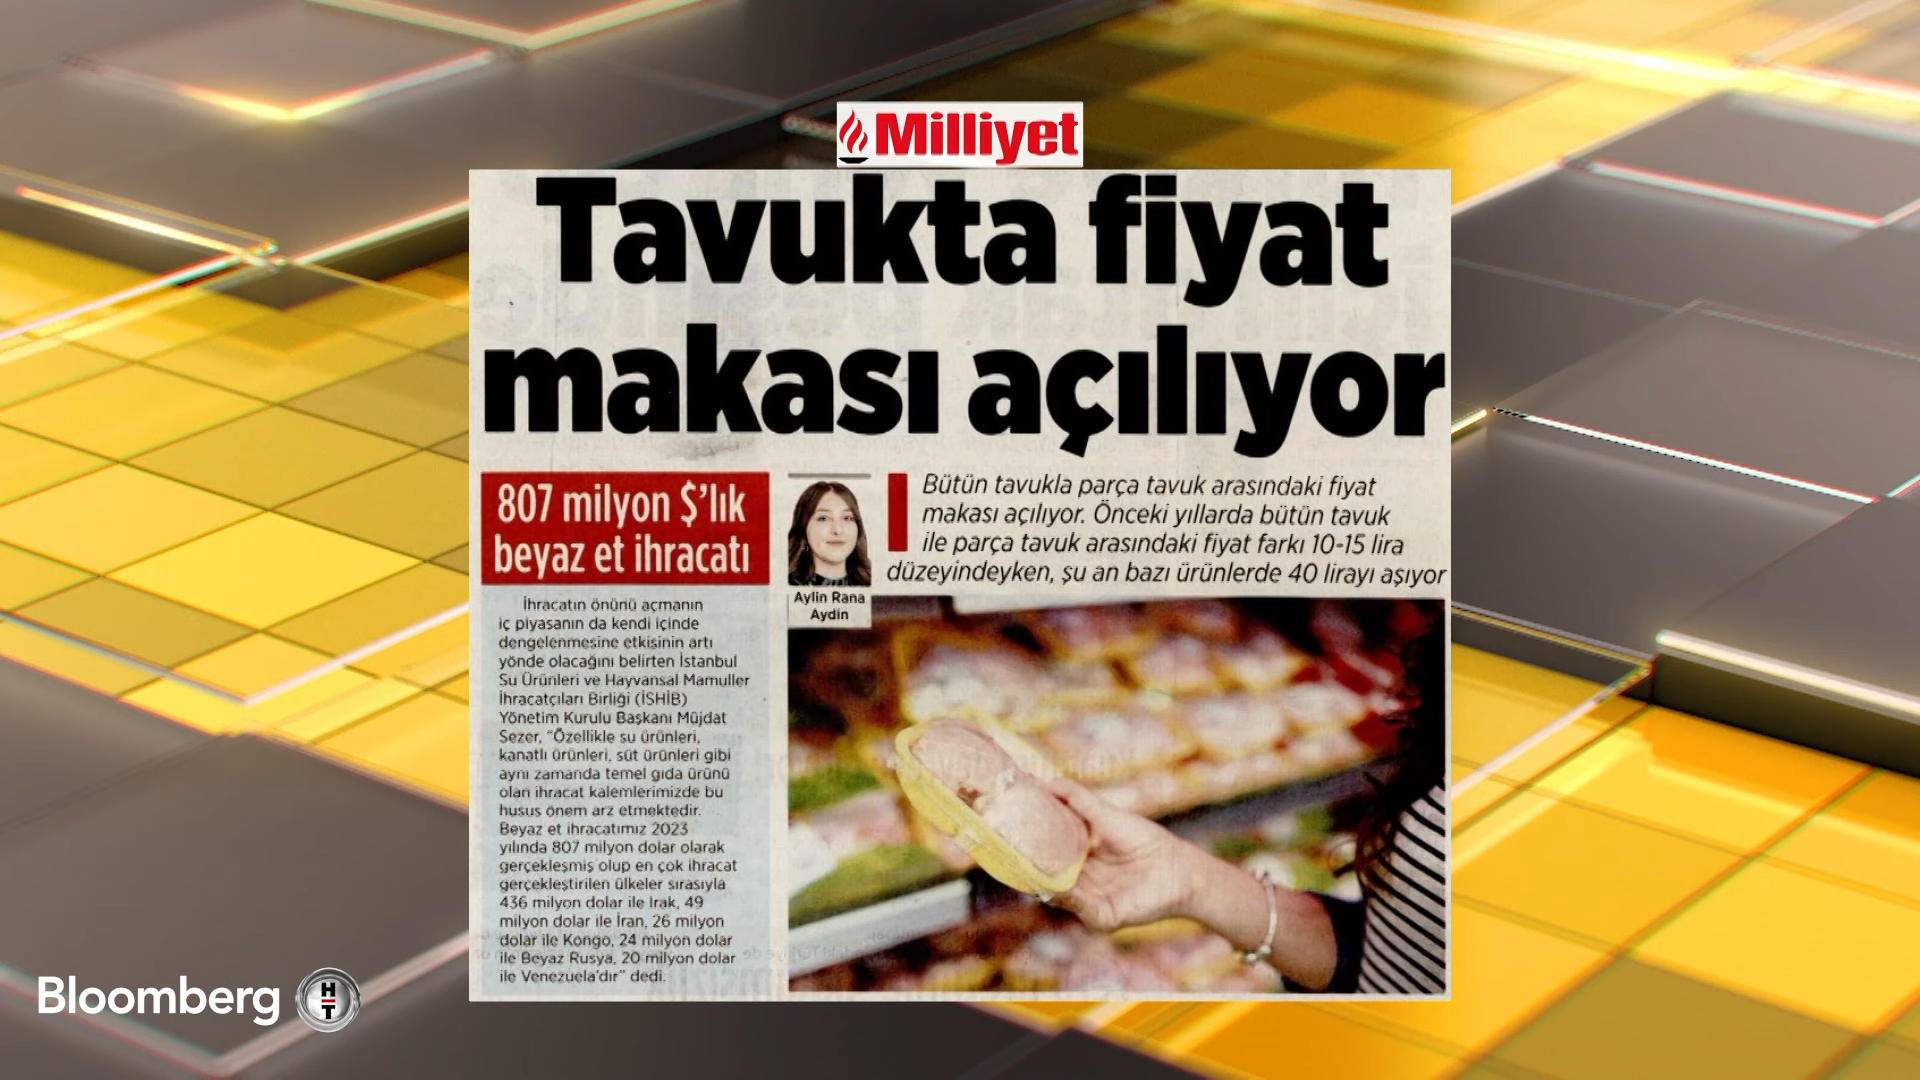 Milliyet
Tavukta fiyat
makası açılıyor
807 milyon $'lık
beyaz et ihracatı
İhracatın önünü açmanın
iç piyasanın da kendi içinde
dengelenmesine etkisinin artı
yönde olacağını belirten İstanbul
Su Ürünleri ve Hayvansal Mamuller
İhracatçıları Birliği (İSHİB)
Yönetim Kurulu Başkanı Müjdat
Sezer, “Özellikle su ürünleri,
kanatlı ürünleri, süt ürünleri gibi
aynı zamanda temel gıda ürünü
olan ihracat kalemlerimizde bu
husus önem arz etmektedir.
Beyaz et ihracatımız 2023
yılında 807 milyon dolar olarak
gerçekleşmiş olup en çok ihracat
gerçekleştirilen ülkeler sırasıyla
436 milyon dolar ile Irak, 49
milyon dolar ile İran, 26 milyon
dolar ile Kongo, 24 milyon dolar
ile Beyaz Rusya, 20 milyon dolar
ile Venezuela'dır” dedi.
Aylin Rana
Aydin
Bütün tavukla parça tavuk arasındaki fiyat
makası açılıyor. Önceki yıllarda bütün tavuk
ile parça tavuk arasındaki fiyat farkı 10-15 lira
düzeyindeyken, şu an bazı ürünlerde 40 lirayı aşıyor
Bloomberg HT